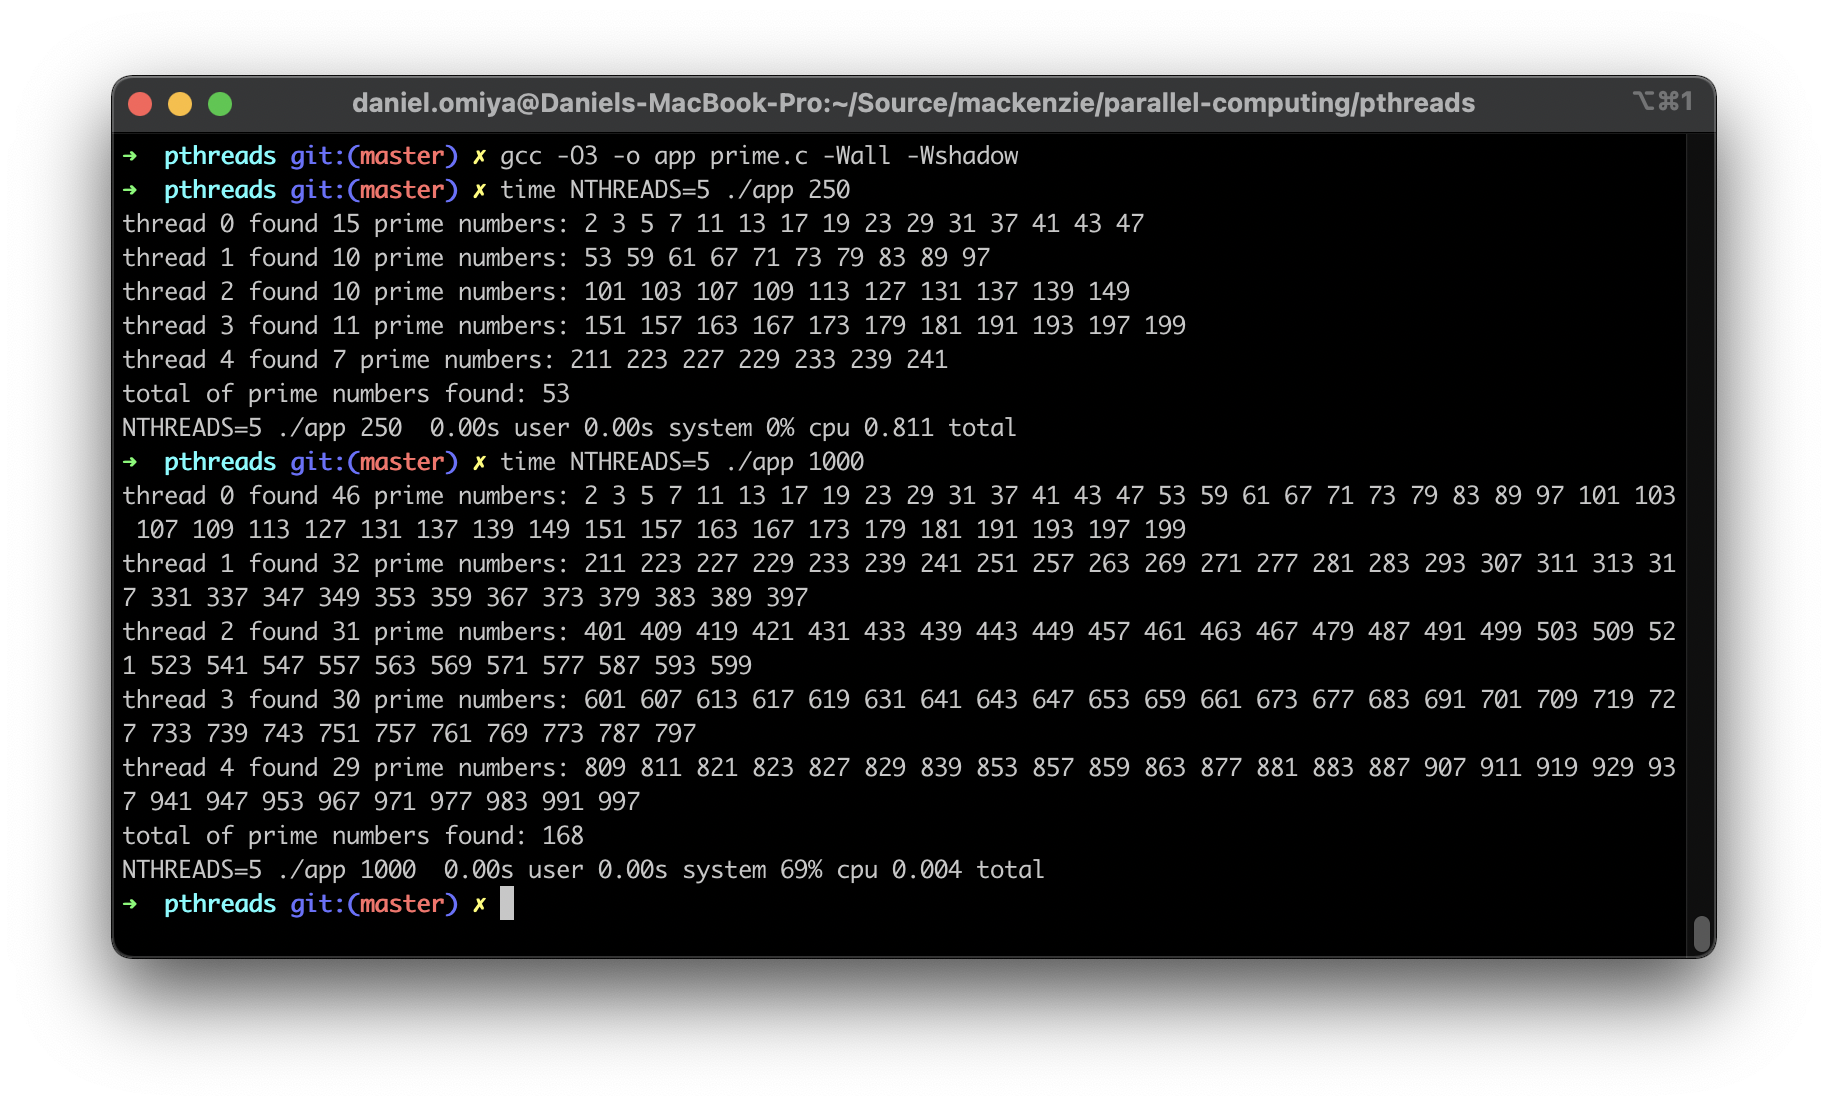 daniel.omiya@Daniels-MacBook-Pro:~/Source/mackenzie/parallel-computing/pthreads ⌥⌘1
➜  pthreads git:(master) ✗ gcc -O3 -o app prime.c -Wall -Wshadow
➜  pthreads git:(master) ✗ time NTHREADS=5 ./app 250
thread 0 found 15 prime numbers: 2 3 5 7 11 13 17 19 23 29 31 37 41 43 47
thread 1 found 10 prime numbers: 53 59 61 67 71 73 79 83 89 97
thread 2 found 10 prime numbers: 101 103 107 109 113 127 131 137 139 149
thread 3 found 11 prime numbers: 151 157 163 167 173 179 181 191 193 197 199
thread 4 found 7 prime numbers: 211 223 227 229 233 239 241
total of prime numbers found: 53
NTHREADS=5 ./app 250  0.00s user 0.00s system 0% cpu 0.811 total
➜  pthreads git:(master) ✗ time NTHREADS=5 ./app 1000
thread 0 found 46 prime numbers: 2 3 5 7 11 13 17 19 23 29 31 37 41 43 47 53 59 61 67 71 73 79 83 89 97 101 103
 107 109 113 127 131 137 139 149 151 157 163 167 173 179 181 191 193 197 199
thread 1 found 32 prime numbers: 211 223 227 229 233 239 241 251 257 263 269 271 277 281 283 293 307 311 313 31
7 331 337 347 349 353 359 367 373 379 383 389 397
thread 2 found 31 prime numbers: 401 409 419 421 431 433 439 443 449 457 461 463 467 479 487 491 499 503 509 52
1 523 541 547 557 563 569 571 577 587 593 599
thread 3 found 30 prime numbers: 601 607 613 617 619 631 641 643 647 653 659 661 673 677 683 691 701 709 719 72
7 733 739 743 751 757 761 769 773 787 797
thread 4 found 29 prime numbers: 809 811 821 823 827 829 839 853 857 859 863 877 881 883 887 907 911 919 929 93
7 941 947 953 967 971 977 983 991 997
total of prime numbers found: 168
NTHREADS=5 ./app 1000  0.00s user 0.00s system 69% cpu 0.004 total
➜  pthreads git:(master) ✗